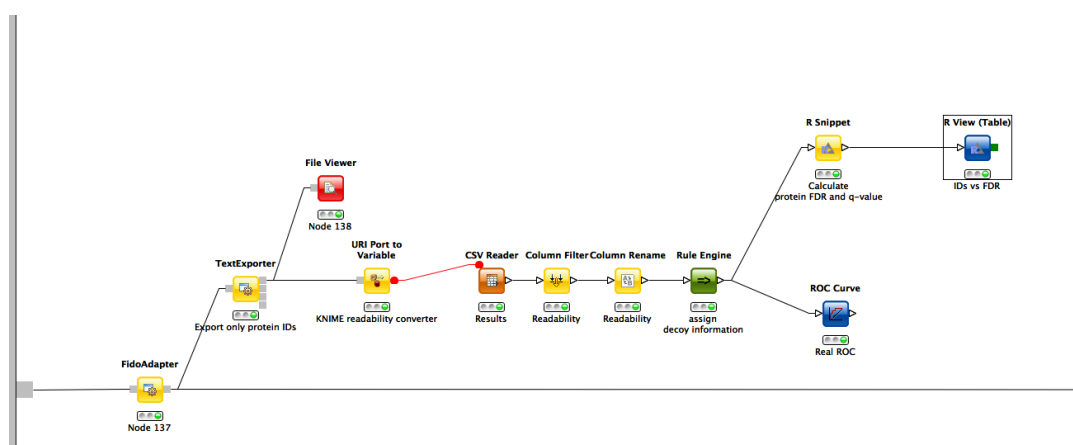 R Snippet
R View (Table)
Calculate
protein FDR and q-value
IDs vs FDR
File Viewer
Node 138
URI Port to
Variable
CSV Reader
Column Filter
Column Rename
Rule Engine
TextExporter
KNIME readability converter
Results
Readability
Readability
assign
decoy information
ROC Curve
Export only protein IDs
Real ROC
FidoAdapter
Node 137